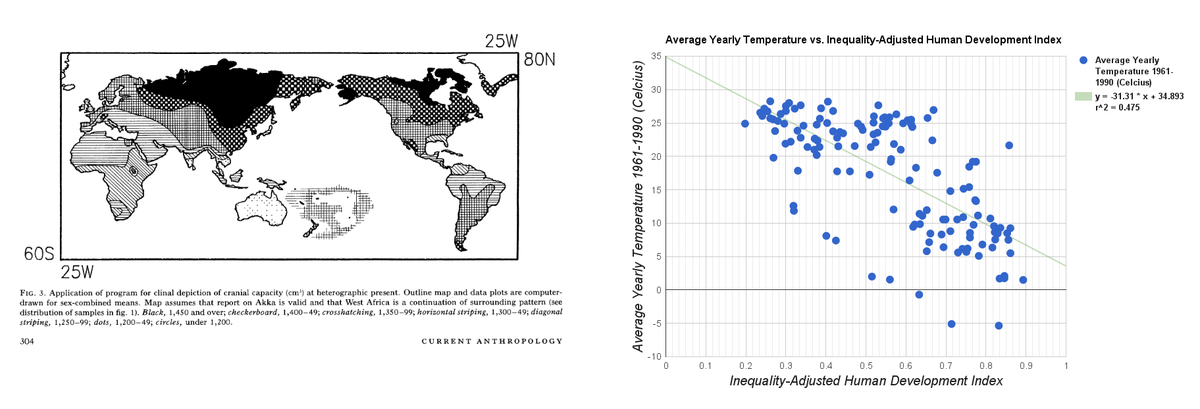 25W
80N
60S
25W
FIG. 3. Application of program for clinal depiction of cranial capacity (cm³) at heterographic present. Outline map and data plots are computer-
drawn for sex-combined means. Map assumes that report on Akka is valid and that West Africa is a continuation of surrounding pattern (see
distribution of samples in fig. 1). Black, 1,450 and over; checkerboard, 1,400–49; crosshatching, 1,350–99; horizontal striping, 1,300–49; diagonal
striping, 1,250–99; dots, 1,200–49; circles, under 1,200.
304
CURRENT ANTHROPOLOGY
Average Yearly Temperature vs. Inequality-Adjusted Human Development Index
Average Yearly Temperature 1961-1990 (Celcius)
35
30
25
20
15
10
5
0
-5
-10
0 0.1 0.2 0.3 0.4 0.5 0.6 0.7 0.8 0.9 1
Inequality-Adjusted Human Development Index
Average Yearly
Temperature 1961-
1990 (Celcius)
y = -31.31 * x + 34.893
r^2 = 0.475